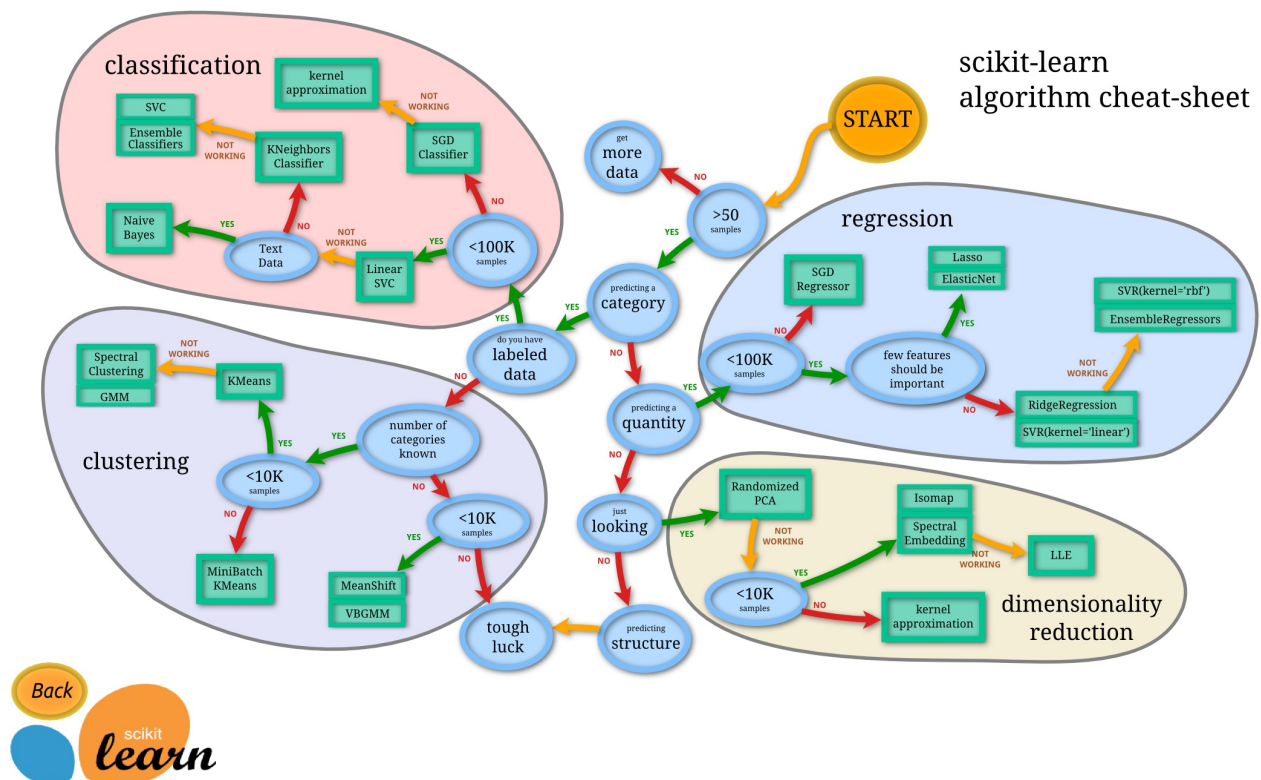 scikit-learn
algorithm cheat-sheet
START
>50
samples
NO
get
more
data
YES
predicting a
category
YES
do you have
labeled
data
YES
classification
<100K
samples
NO
SGD
Classifier
NOT
WORKING
kernel
approximation
YES
Linear
SVC
NOT
WORKING
Text
Data
YES
Naive
Bayes
NO
KNeighbors
Classifier
NOT
WORKING
SVC
Ensemble
Classifiers
NO
clustering
number of
categories
known
YES
<10K
samples
YES
KMeans
NOT
WORKING
Spectral
Clustering
GMM
NO
MiniBatch
KMeans
NO
<10K
samples
YES
MeanShift
VBGMM
NO
tough
luck
NO
predicting a
quantity
YES
regression
<100K
samples
NO
SGD
Regressor
YES
few features
should be
important
YES
Lasso
ElasticNet
NO
RidgeRegression
SVR(kernel='linear')
NOT
WORKING
SVR(kernel='rbf')
EnsembleRegressors
NO
just
looking
YES
Randomized
PCA
NOT
WORKING
<10K
samples
YES
Isomap
Spectral
Embedding
NOT
WORKING
LLE
NO
kernel
approximation
dimensionality
reduction
NO
predicting
structure
Back
scikit
learn